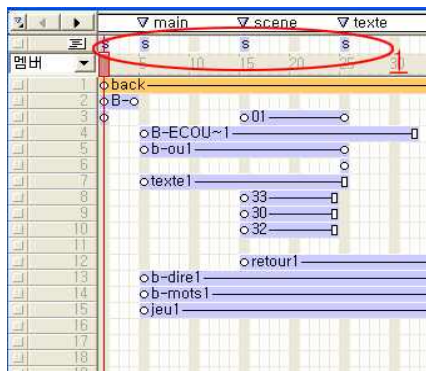 main scene texte
S S S S
멤버 5 10 15 20 25 30
1
1 back
2 B-
3 01
4 B-ECOU~1
5 b-ou1
6
7 texte1
8 33
9 30
10 32
11
12 retour1
13 b-dire1
14 b-mots1
15 jeu1
16
17
18
19